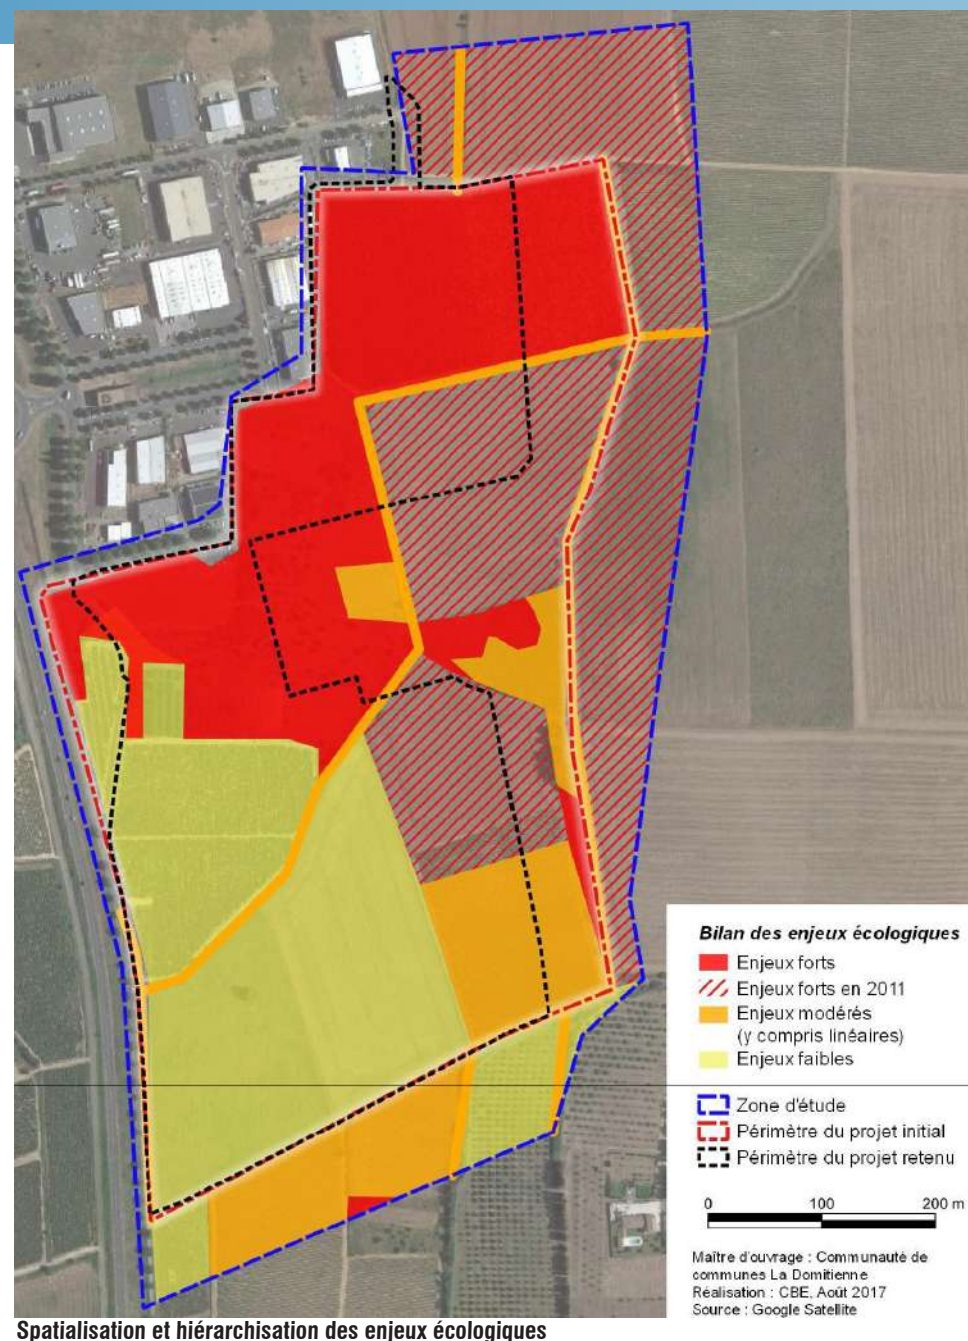 Bilan des enjeux écologiques
Enjeux forts
Enjeux forts en 2011
Enjeux modérés
(y compris linéaires)
Enjeux faibles
Zone d'étude
Périmètre du projet initial
Périmètre du projet retenu
0 100 200 m
Maître d'ouvrage : Communauté de
communes La Domitienne
Réalisation : CBE, Août 2017
Source : Google Satellite
Spatialisation et hiérarchisation des enjeux écologiques